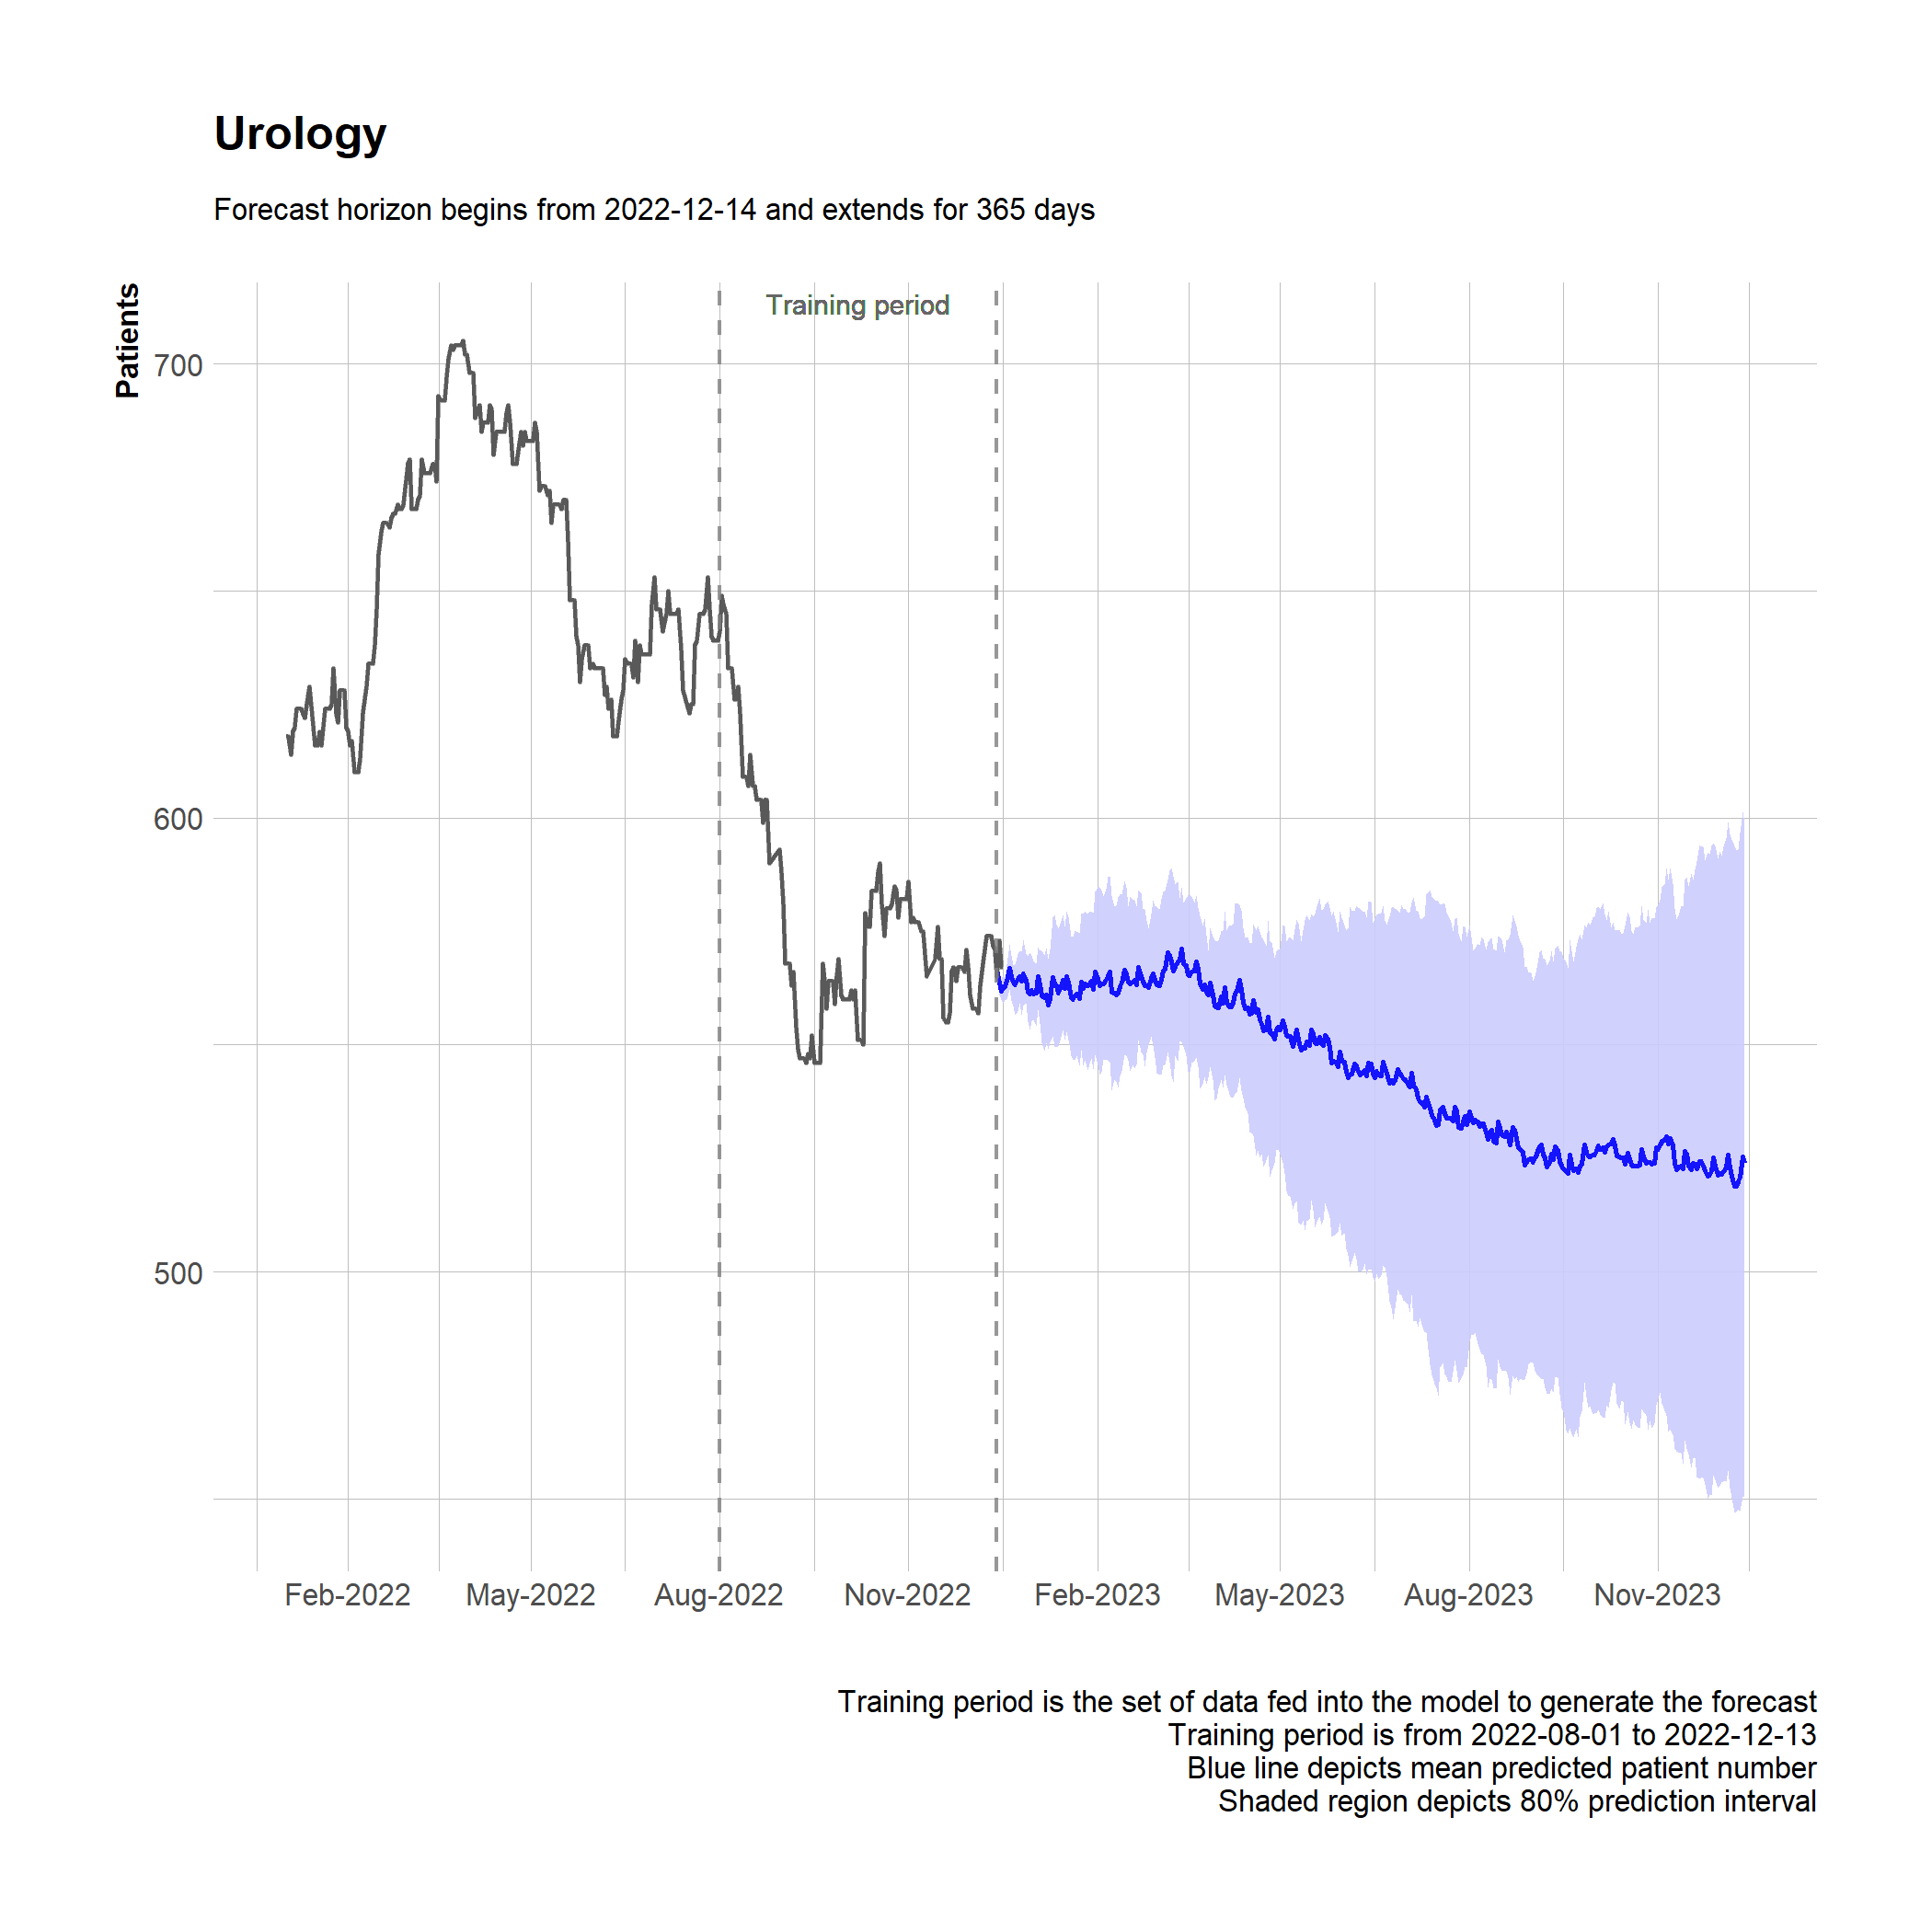 Urology
Forecast horizon begins from 2022-12-14 and extends for 365 days
Patients
Training period
700
600
500
Feb-2022
May-2022
Aug-2022
Nov-2022
Feb-2023
May-2023
Aug-2023
Nov-2023
Training period is the set of data fed into the model to generate the forecast
Training period is from 2022-08-01 to 2022-12-13
Blue line depicts mean predicted patient number
Shaded region depicts 80% prediction interval